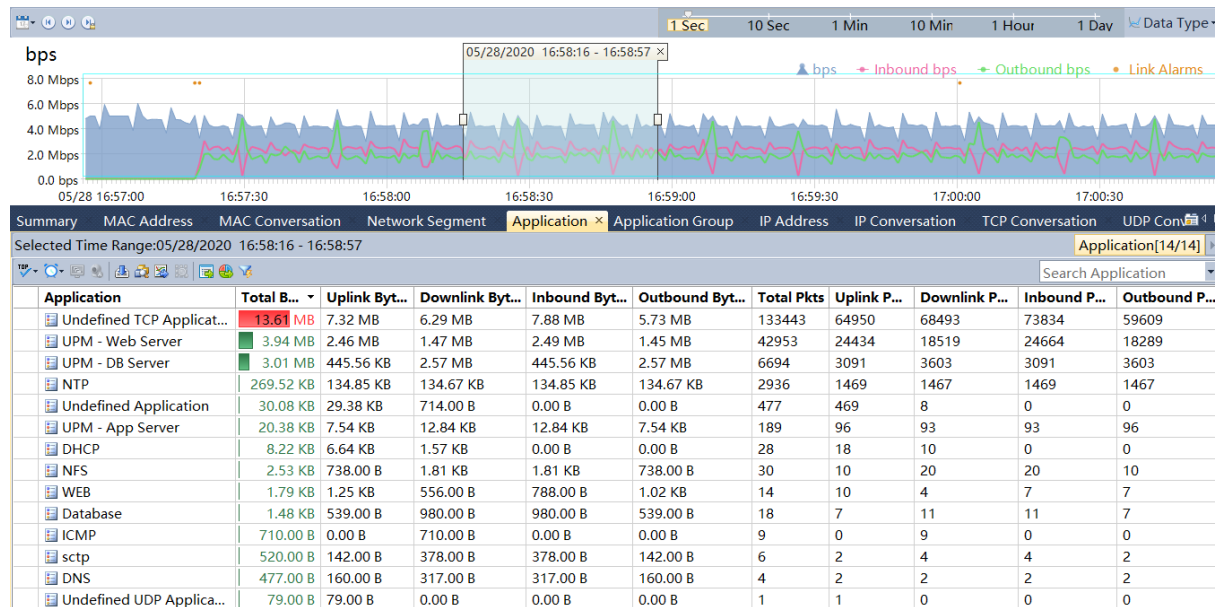 1 Sec 10 Sec 1 Min 10 Min 1 Hour 1 Day Data Type
bps
05/28/2020 16:58:16 - 16:58:57 ×
bps Inbound bps Outbound bps Link Alarms
8.0 Mbps
6.0 Mbps
4.0 Mbps
2.0 Mbps
0.0 bps
05/28 16:57:00 16:57:30 16:58:00 16:58:30 16:59:00 16:59:30 17:00:00 17:00:30
Summary MAC Address × MAC Conversation × Network Segment × Application × Application Group × IP Address × IP Conversation × TCP Conversation × UDP Conv
Selected Time Range:05/28/2020 16:58:16 - 16:58:57 Application[14/14]
Search Application
Application Total B... Uplink Byt... Downlink Byt... Inbound Byt... Outbound Byt... Total Pkts Uplink P... Downlink P... Inbound P... Outbound P...
Undefined TCP Applicat... 13.61 MB 7.32 MB 6.29 MB 7.88 MB 5.73 MB 133443 64950 68493 73834 59609
UPM - Web Server 3.94 MB 2.46 MB 1.47 MB 2.49 MB 1.45 MB 42953 24434 18519 24664 18289
UPM - DB Server 3.01 MB 445.56 KB 2.57 MB 445.56 KB 2.57 MB 6694 3091 3603 3091 3603
NTP 269.52 KB 134.85 KB 134.67 KB 134.85 KB 134.67 KB 2936 1469 1467 1469 1467
Undefined Application 30.08 KB 29.38 KB 714.00 B 0.00 B 0.00 B 477 469 8 0 0
UPM - App Server 20.38 KB 7.54 KB 12.84 KB 12.84 KB 7.54 KB 189 96 93 93 96
DHCP 8.22 KB 6.64 KB 1.57 KB 0.00 B 0.00 B 28 18 10 0 0
NFS 2.53 KB 738.00 B 1.81 KB 1.81 KB 738.00 B 30 10 20 20 10
WEB 1.79 KB 1.25 KB 556.00 B 788.00 B 1.02 KB 14 10 4 7 7
Database 1.48 KB 539.00 B 980.00 B 980.00 B 539.00 B 18 7 11 11 7
ICMP 710.00 B 0.00 B 710.00 B 0.00 B 0.00 B 9 0 9 0 0
sctp 520.00 B 142.00 B 378.00 B 378.00 B 142.00 B 6 2 4 4 2
DNS 477.00 B 160.00 B 317.00 B 317.00 B 160.00 B 4 2 2 2 2
Undefined UDP Applica... 79.00 B 79.00 B 0.00 B 0.00 B 0.00 B 1 1 0 0 0